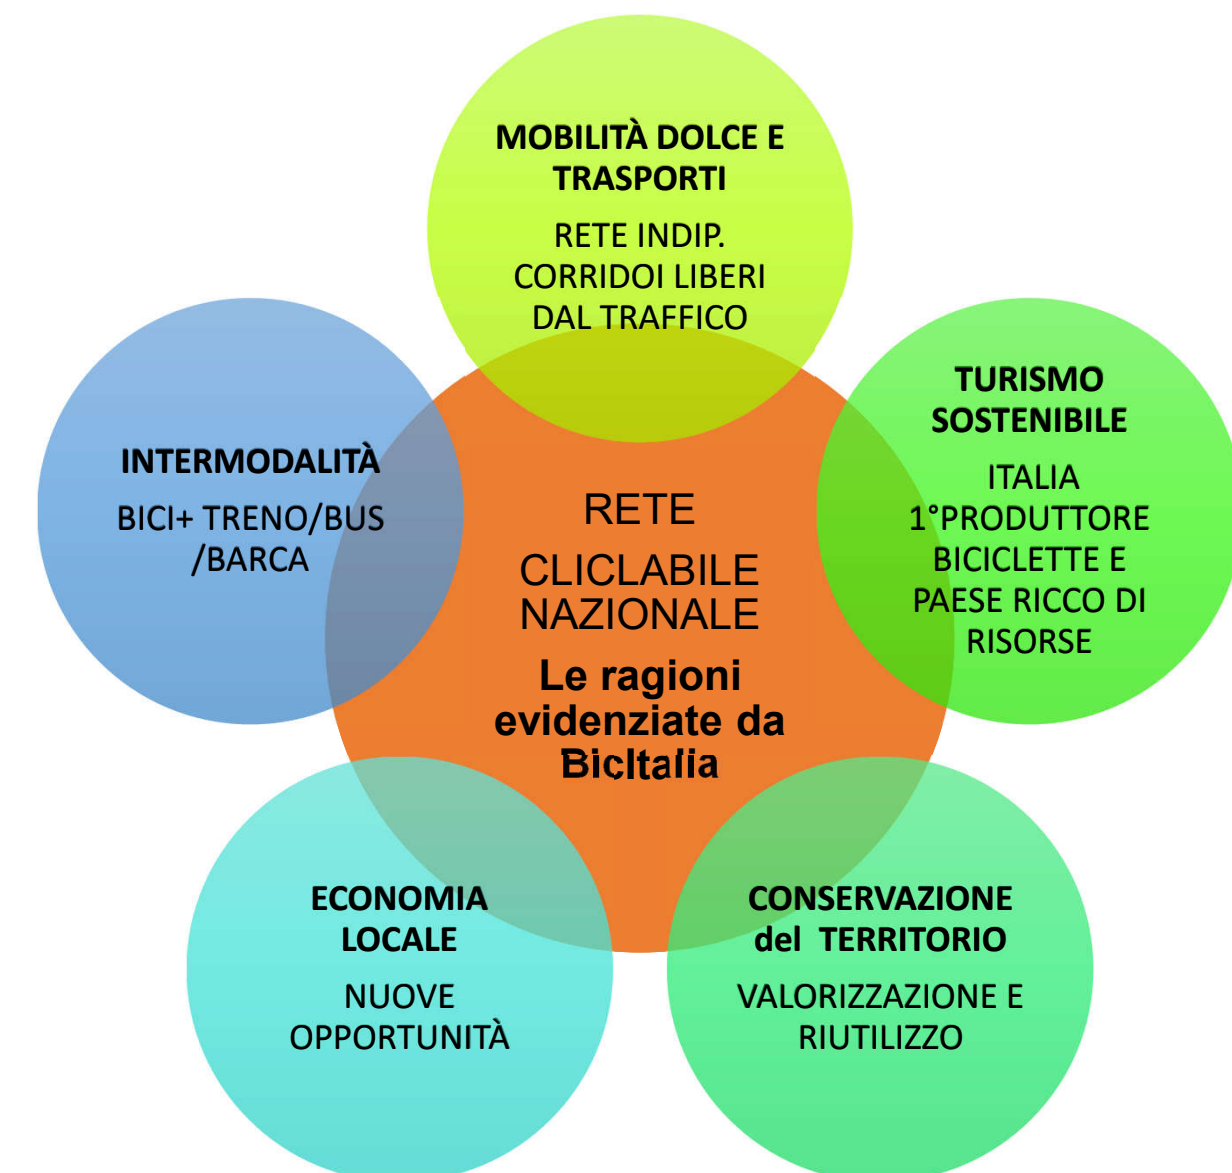 MOBILITÀ DOLCE E
TRASPORTI
RETE INDIP.
CORRIDOI LIBERI
DAL TRAFFICO
TURISMO
SOSTENIBILE
ITALIA
1°PRODUTTORE
BICICLETTE E
PAESE RICCO DI
RISORSE
CONSERVAZIONE
del TERRITORIO
VALORIZZAZIONE E
RIUTILIZZO
ECONOMIA
LOCALE
NUOVE
OPPORTUNITÀ
INTERMODALITÀ
BICI+ TRENO/BUS
/BARCA
RETE
CLICLABILE
NAZIONALE
Le ragioni
evidenziate da
BicItalia